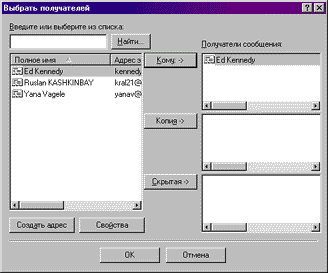 Выбрать получателей
Введите или выберите из списка:
Найти...
Получатели сообщения:
Полное имя Адрес э
Ed Kennedy kennedy
Ruslan KASHKINBAY kral21@
Yana Vagele yanav@
Кому: ->
Ed Kennedy
Копия ->
Скрытая ->
Создать адрес Свойства
OK Отмена